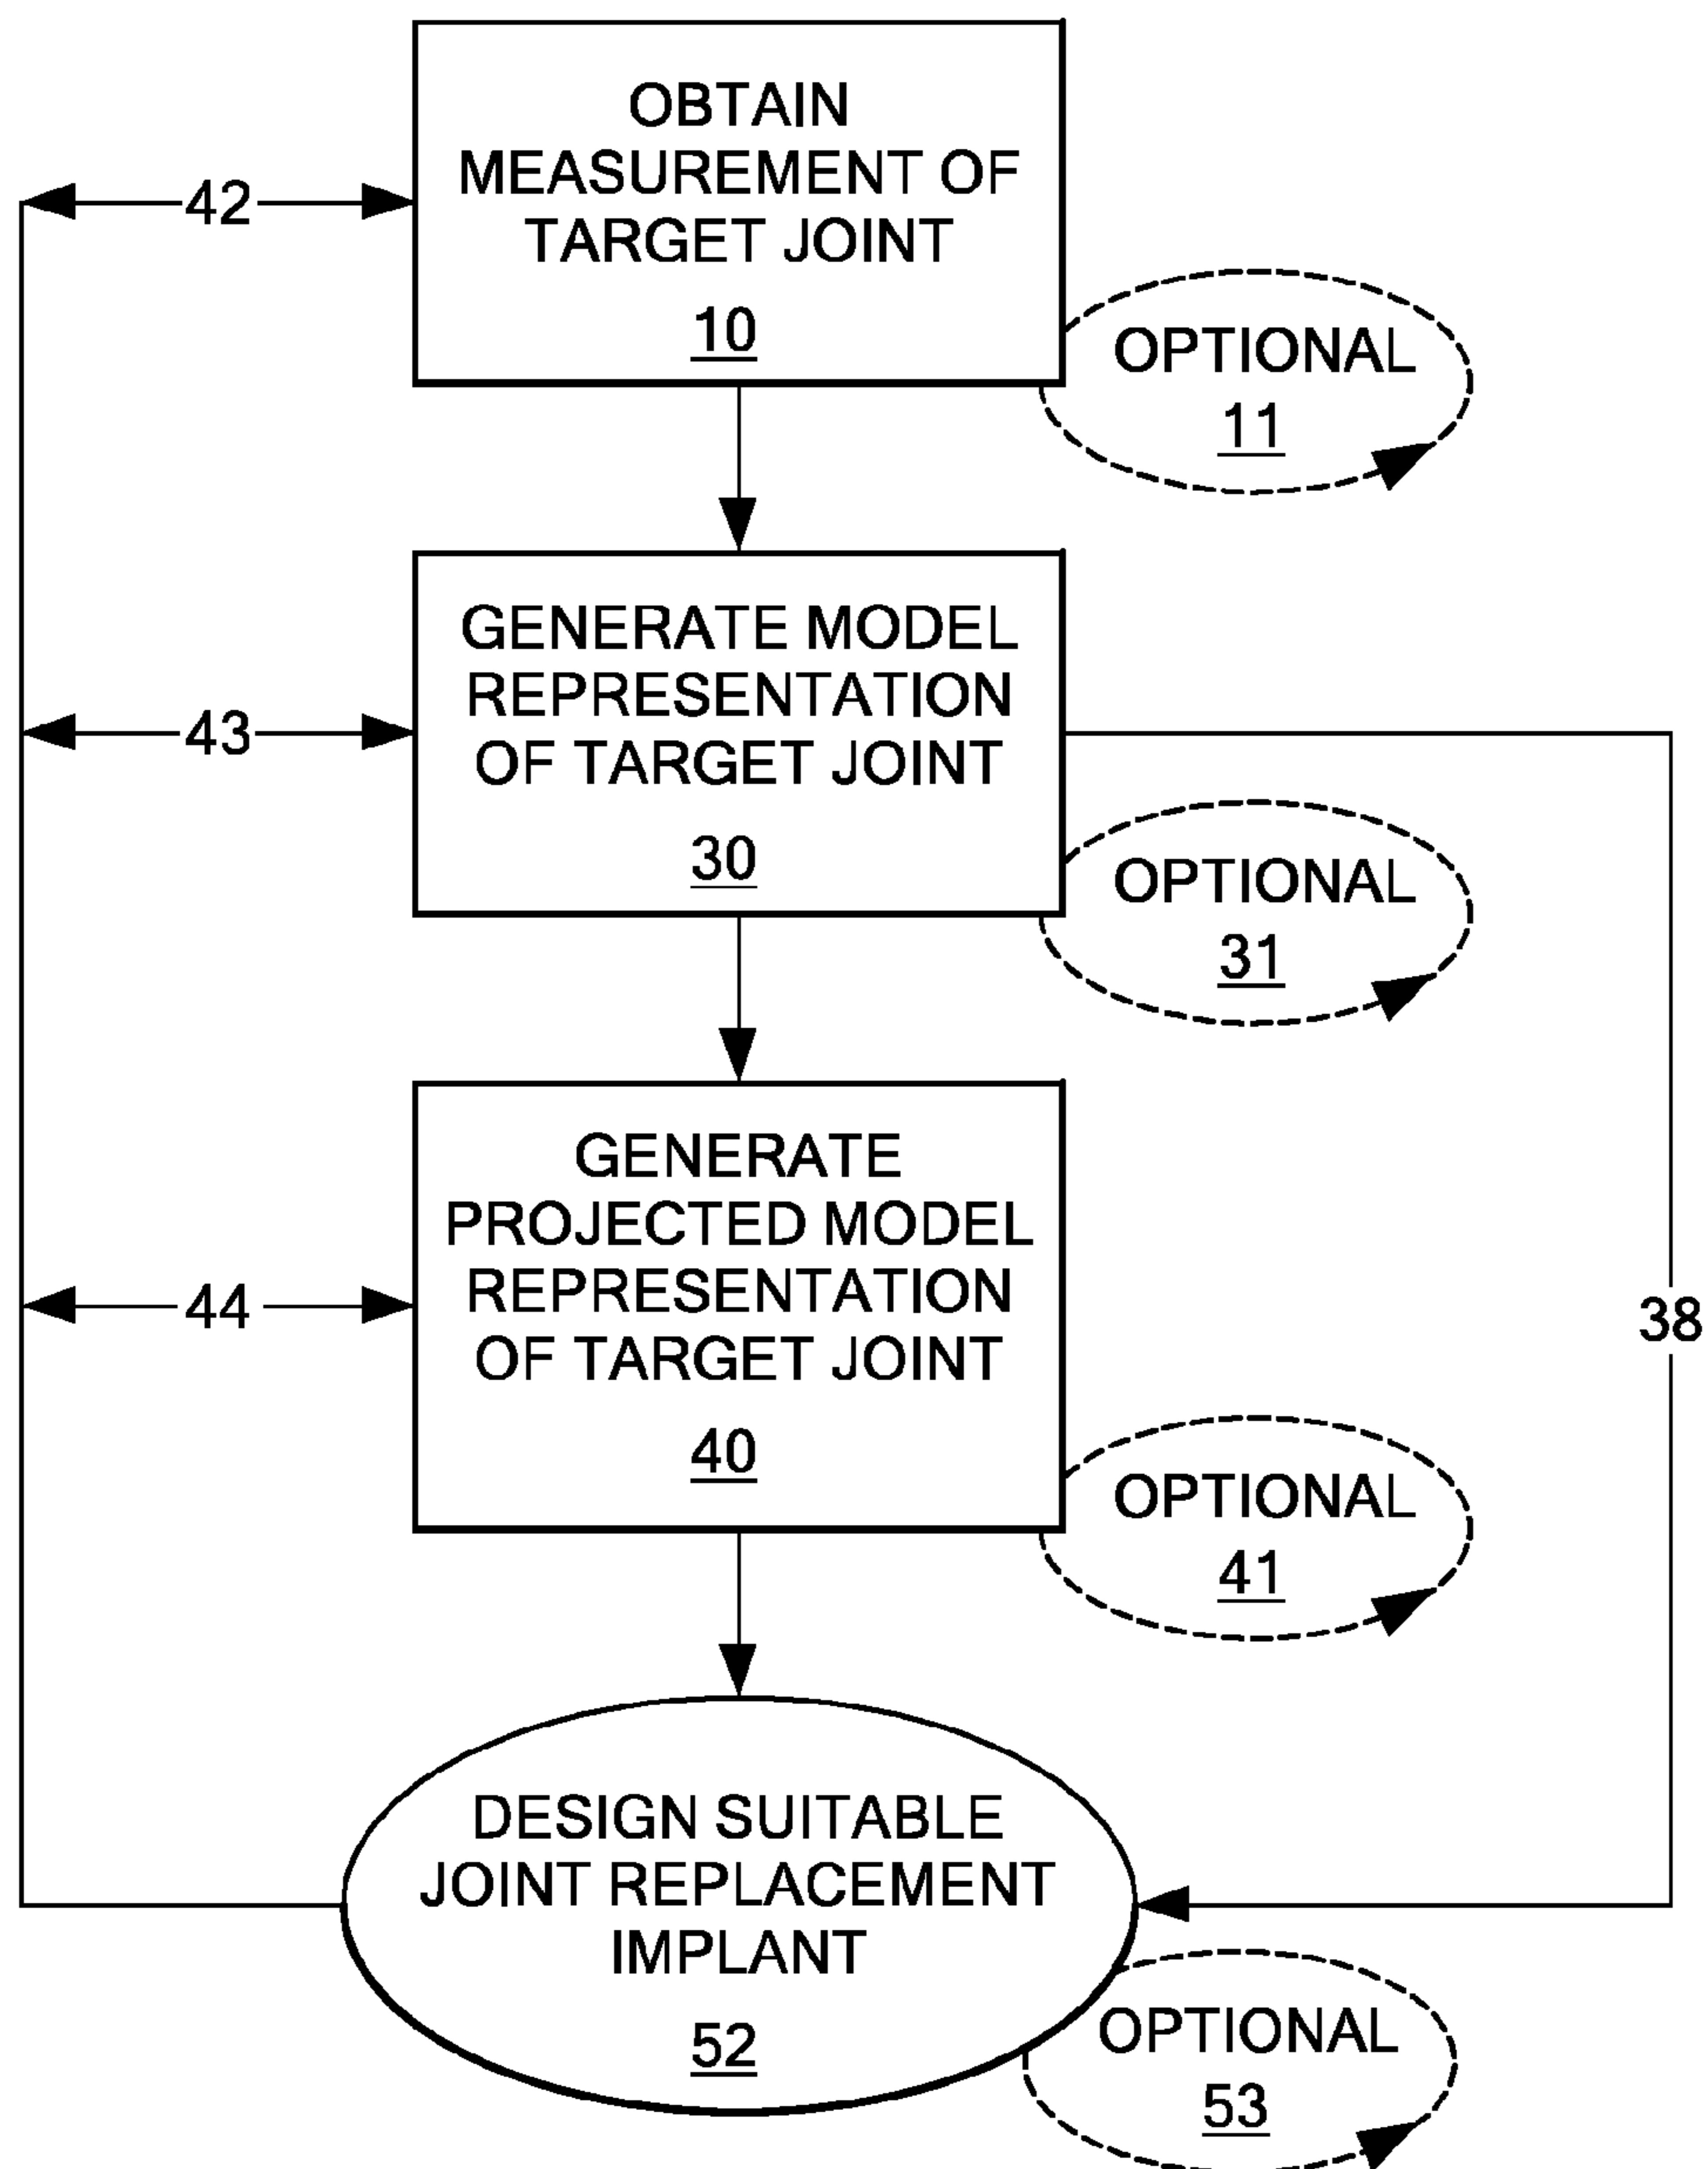 OBTAIN
MEASUREMENT OF
TARGET JOINT
10
42
OPTIONAL
11
GENERATE MODEL
REPRESENTATION
OF TARGET JOINT
30
43
OPTIONAL
31
GENERATE
PROJECTED MODEL
REPRESENTATION
OF TARGET JOINT
40
44
38
OPTIONAL
41
DESIGN SUITABLE
JOINT REPLACEMENT
IMPLANT
52
OPTIONAL
53